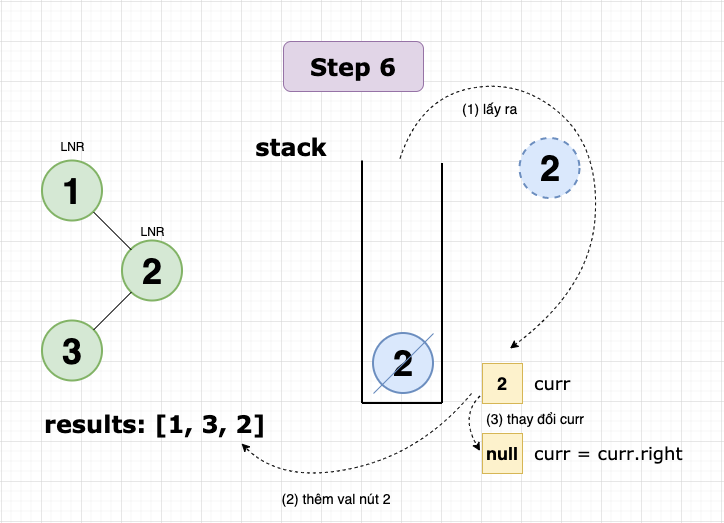 Step 6
(1) lấy ra
stack
LNR
1
2
LNR
2
3
2
2
curr
(3) thay đổi curr
results: [1, 3, 2]
null
curr = curr.right
(2) thêm val nút 2